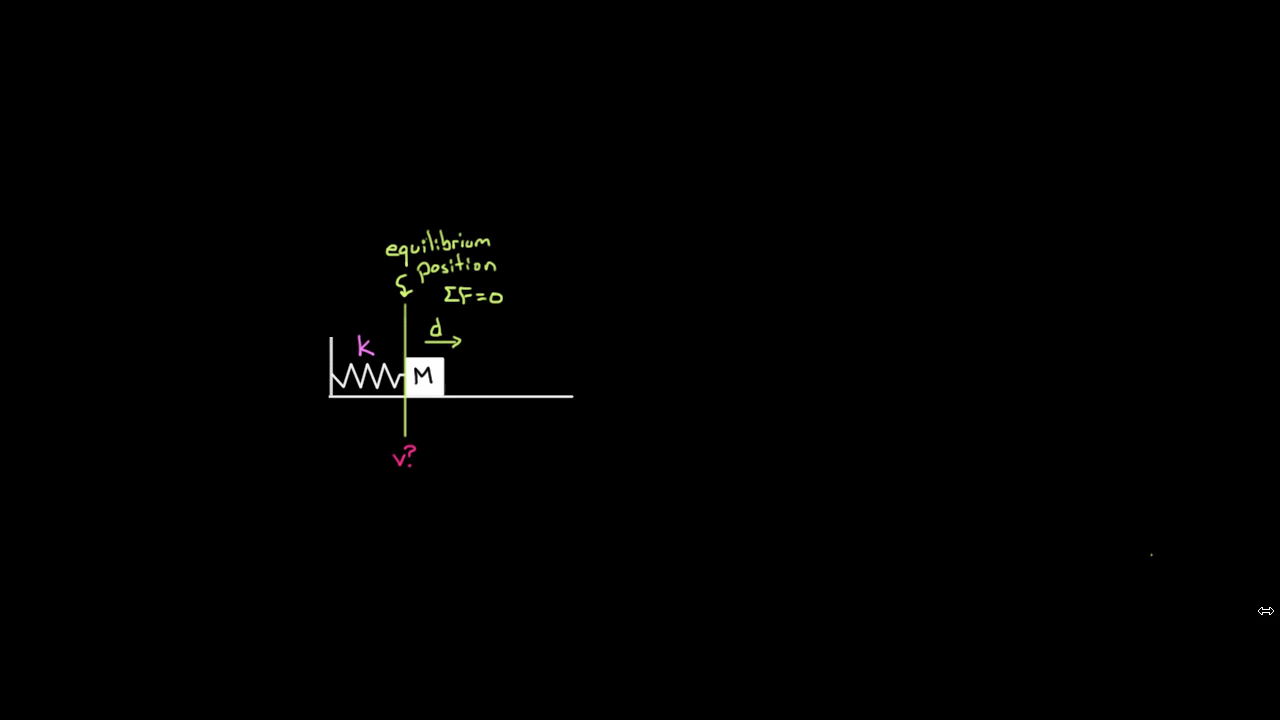 equilibrium
position
ΣF=0
d
k
M
v?